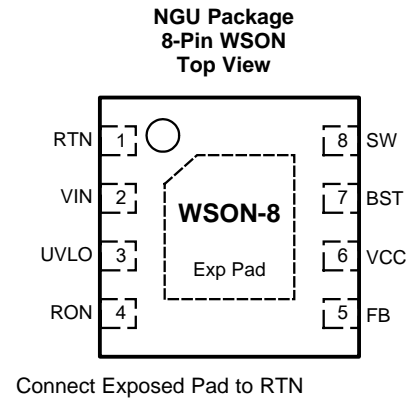 NGU Package
8-Pin WSON
Top View
RTN 1 8 SW
VIN 2 7 BST
WSON-8
UVLO 3 6 VCC
Exp Pad
RON 4 5 FB
Connect Exposed Pad to RTN